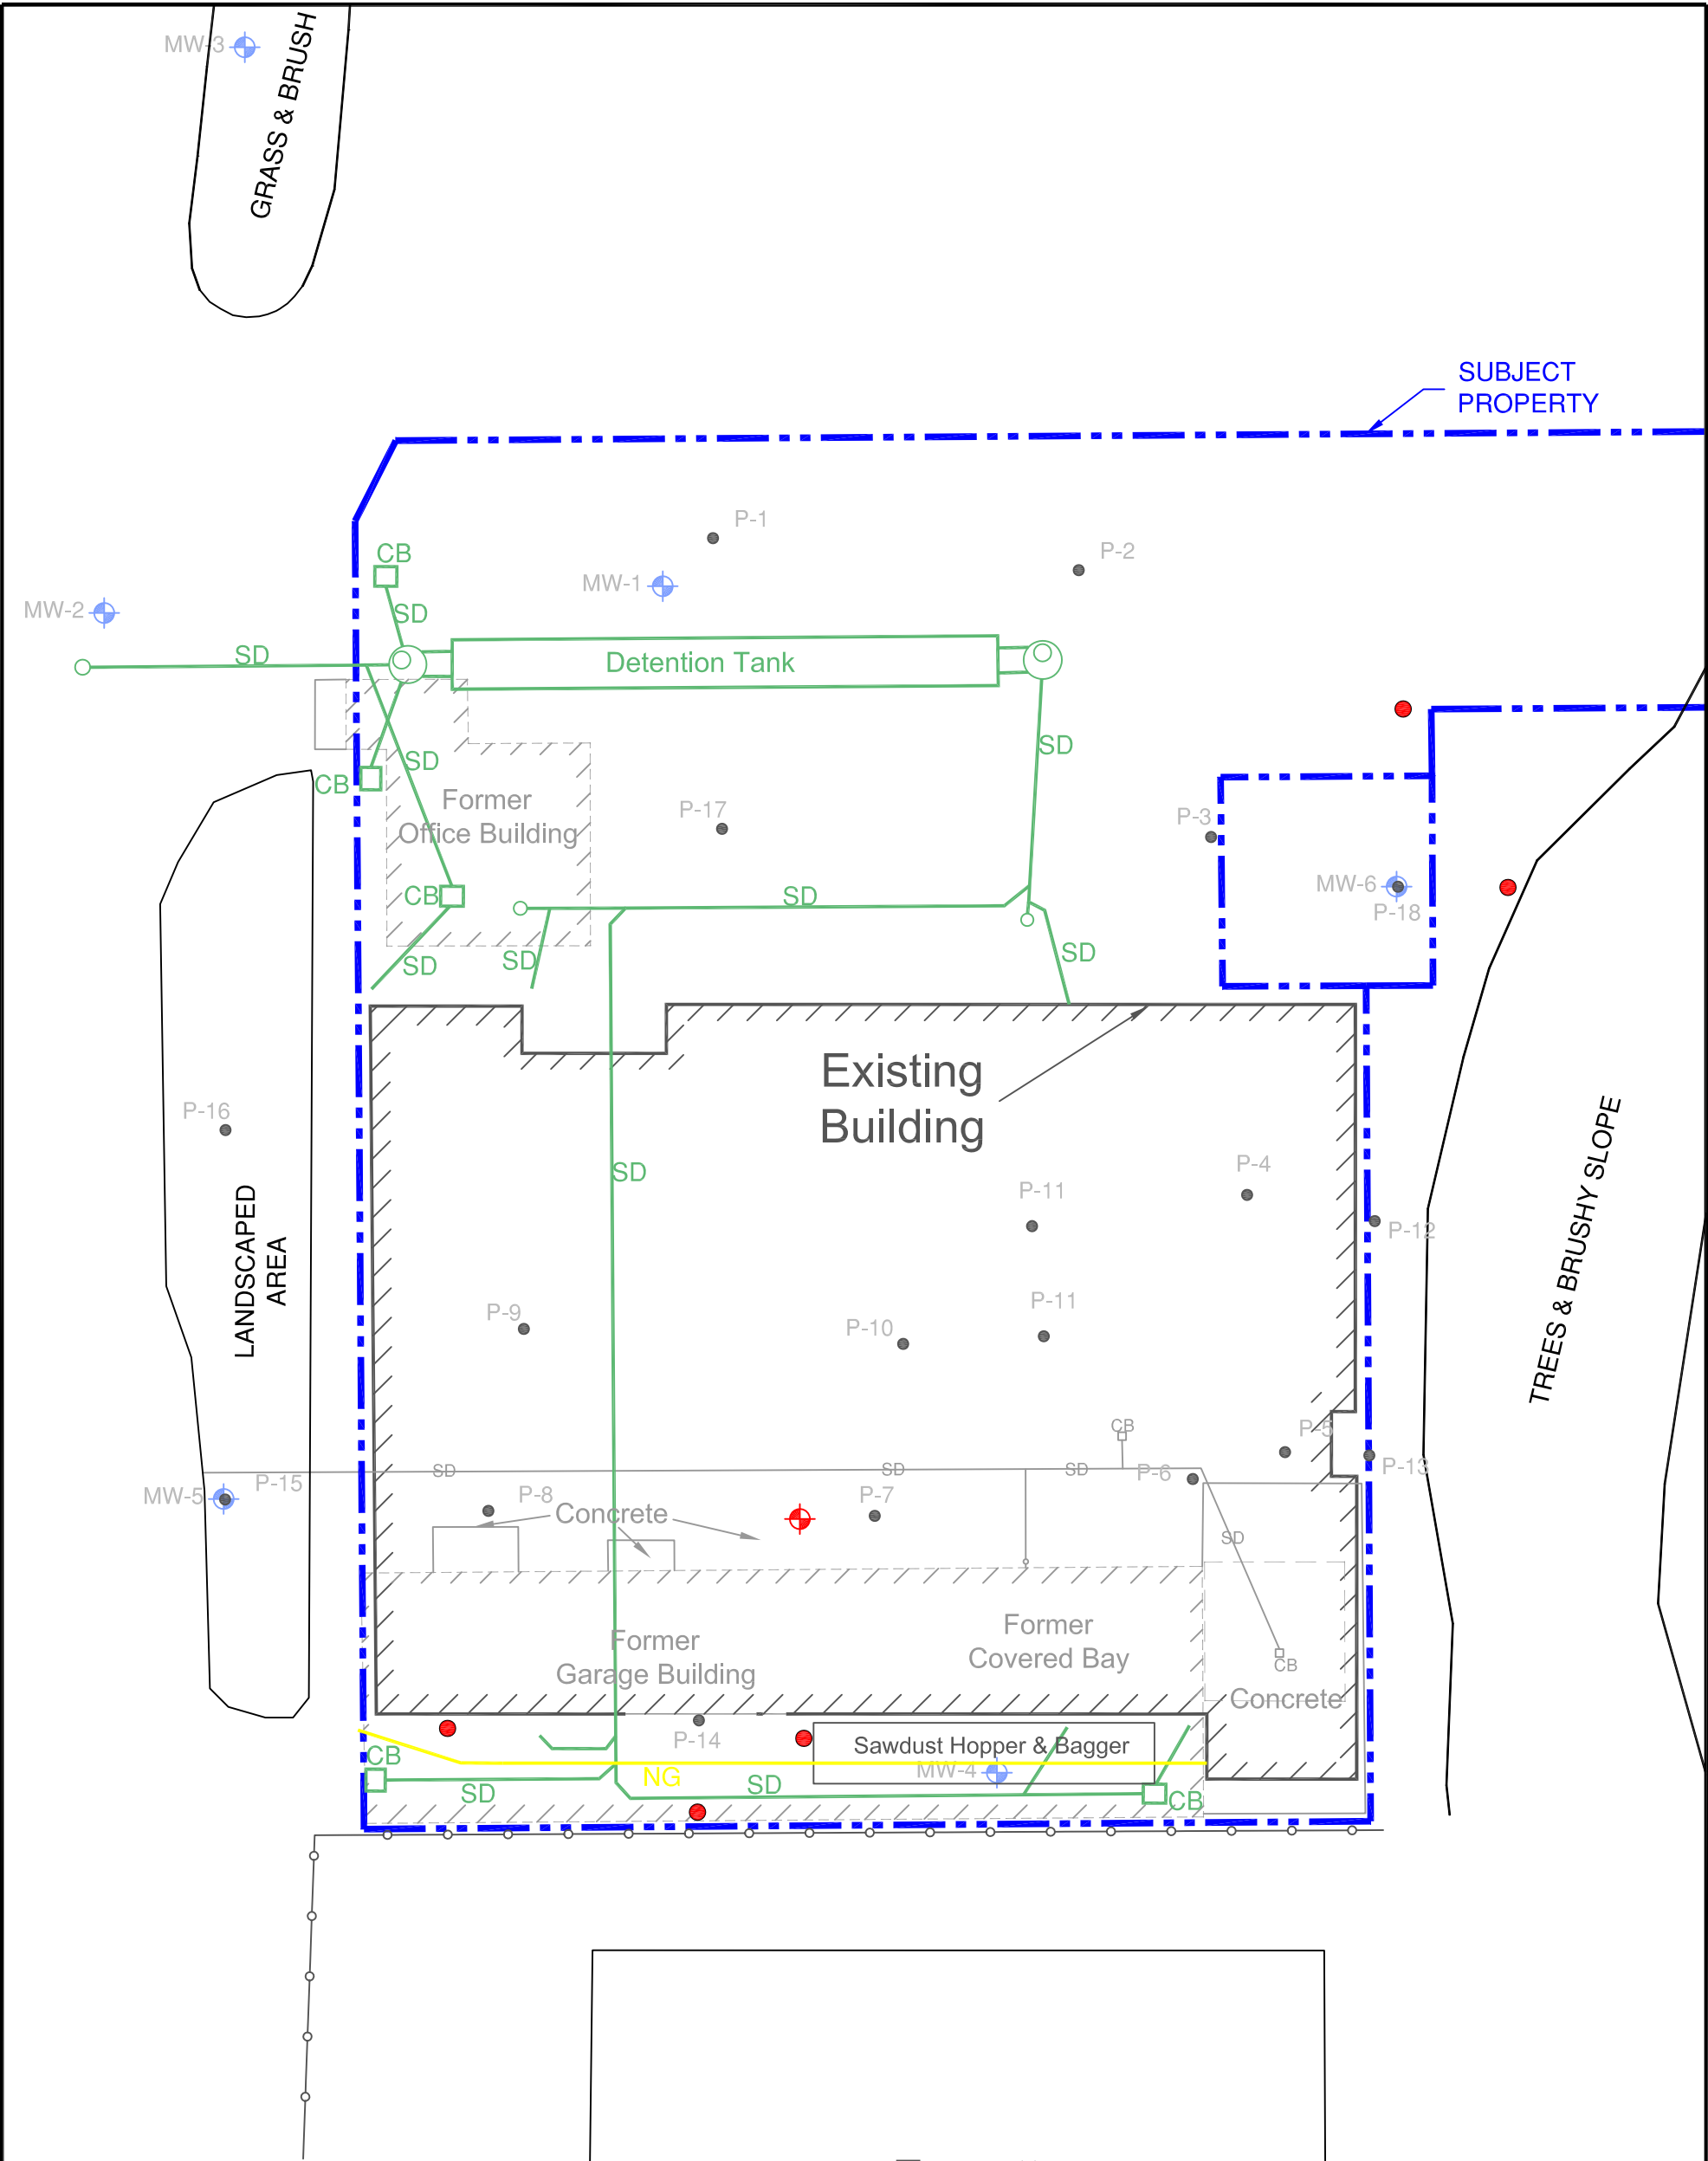 MW-3
GRASS & BRUSH
SUBJECT
PROPERTY
P-1
P-2
CB
MW-1
MW-2
SD
SD
Detention Tank
SD
SD
CB
Former
Office Building
P-17
P-3
MW-6
P-18
CB
SD
SD
SD
SD
Existing
Building
P-16
SD
P-4
P-11
P-12
LANDSCAPED
AREA
TREES & BRUSHY SLOPE
P-9
P-10
P-11
CB
P-5
SD
SD
SD
P-6
P-13
MW-5
P-15
P-8
Concrete
P-7
SD
Former
Garage Building
Former
Covered Bay
CB
Concrete
P-14
Sawdust Hopper & Bagger
CB
NG
MW-4
SD
SD
CB